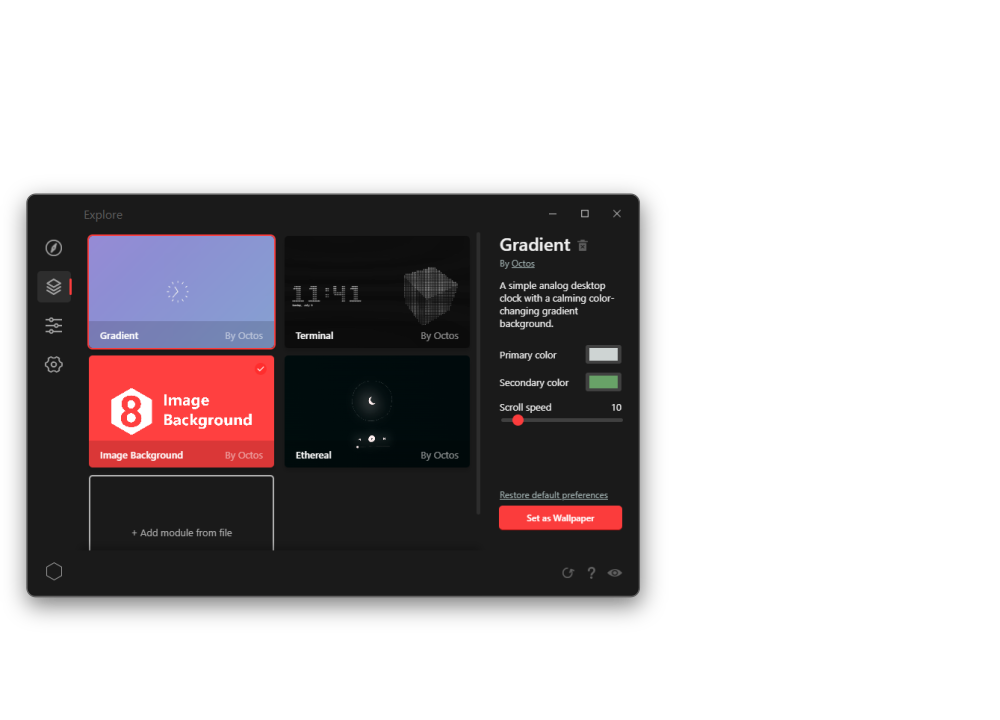 Explore
Gradient
By Octos
11:41
Terminal
By Octos
8 Image
Background
Image Background
By Octos
Ethereal
By Octos
+ Add module from file
Gradient
By Octos
A simple analog desktop
clock with a calming color-
changing gradient
background.
Primary color
Secondary color
Scroll speed 10
Restore default preferences
Set as Wallpaper
?